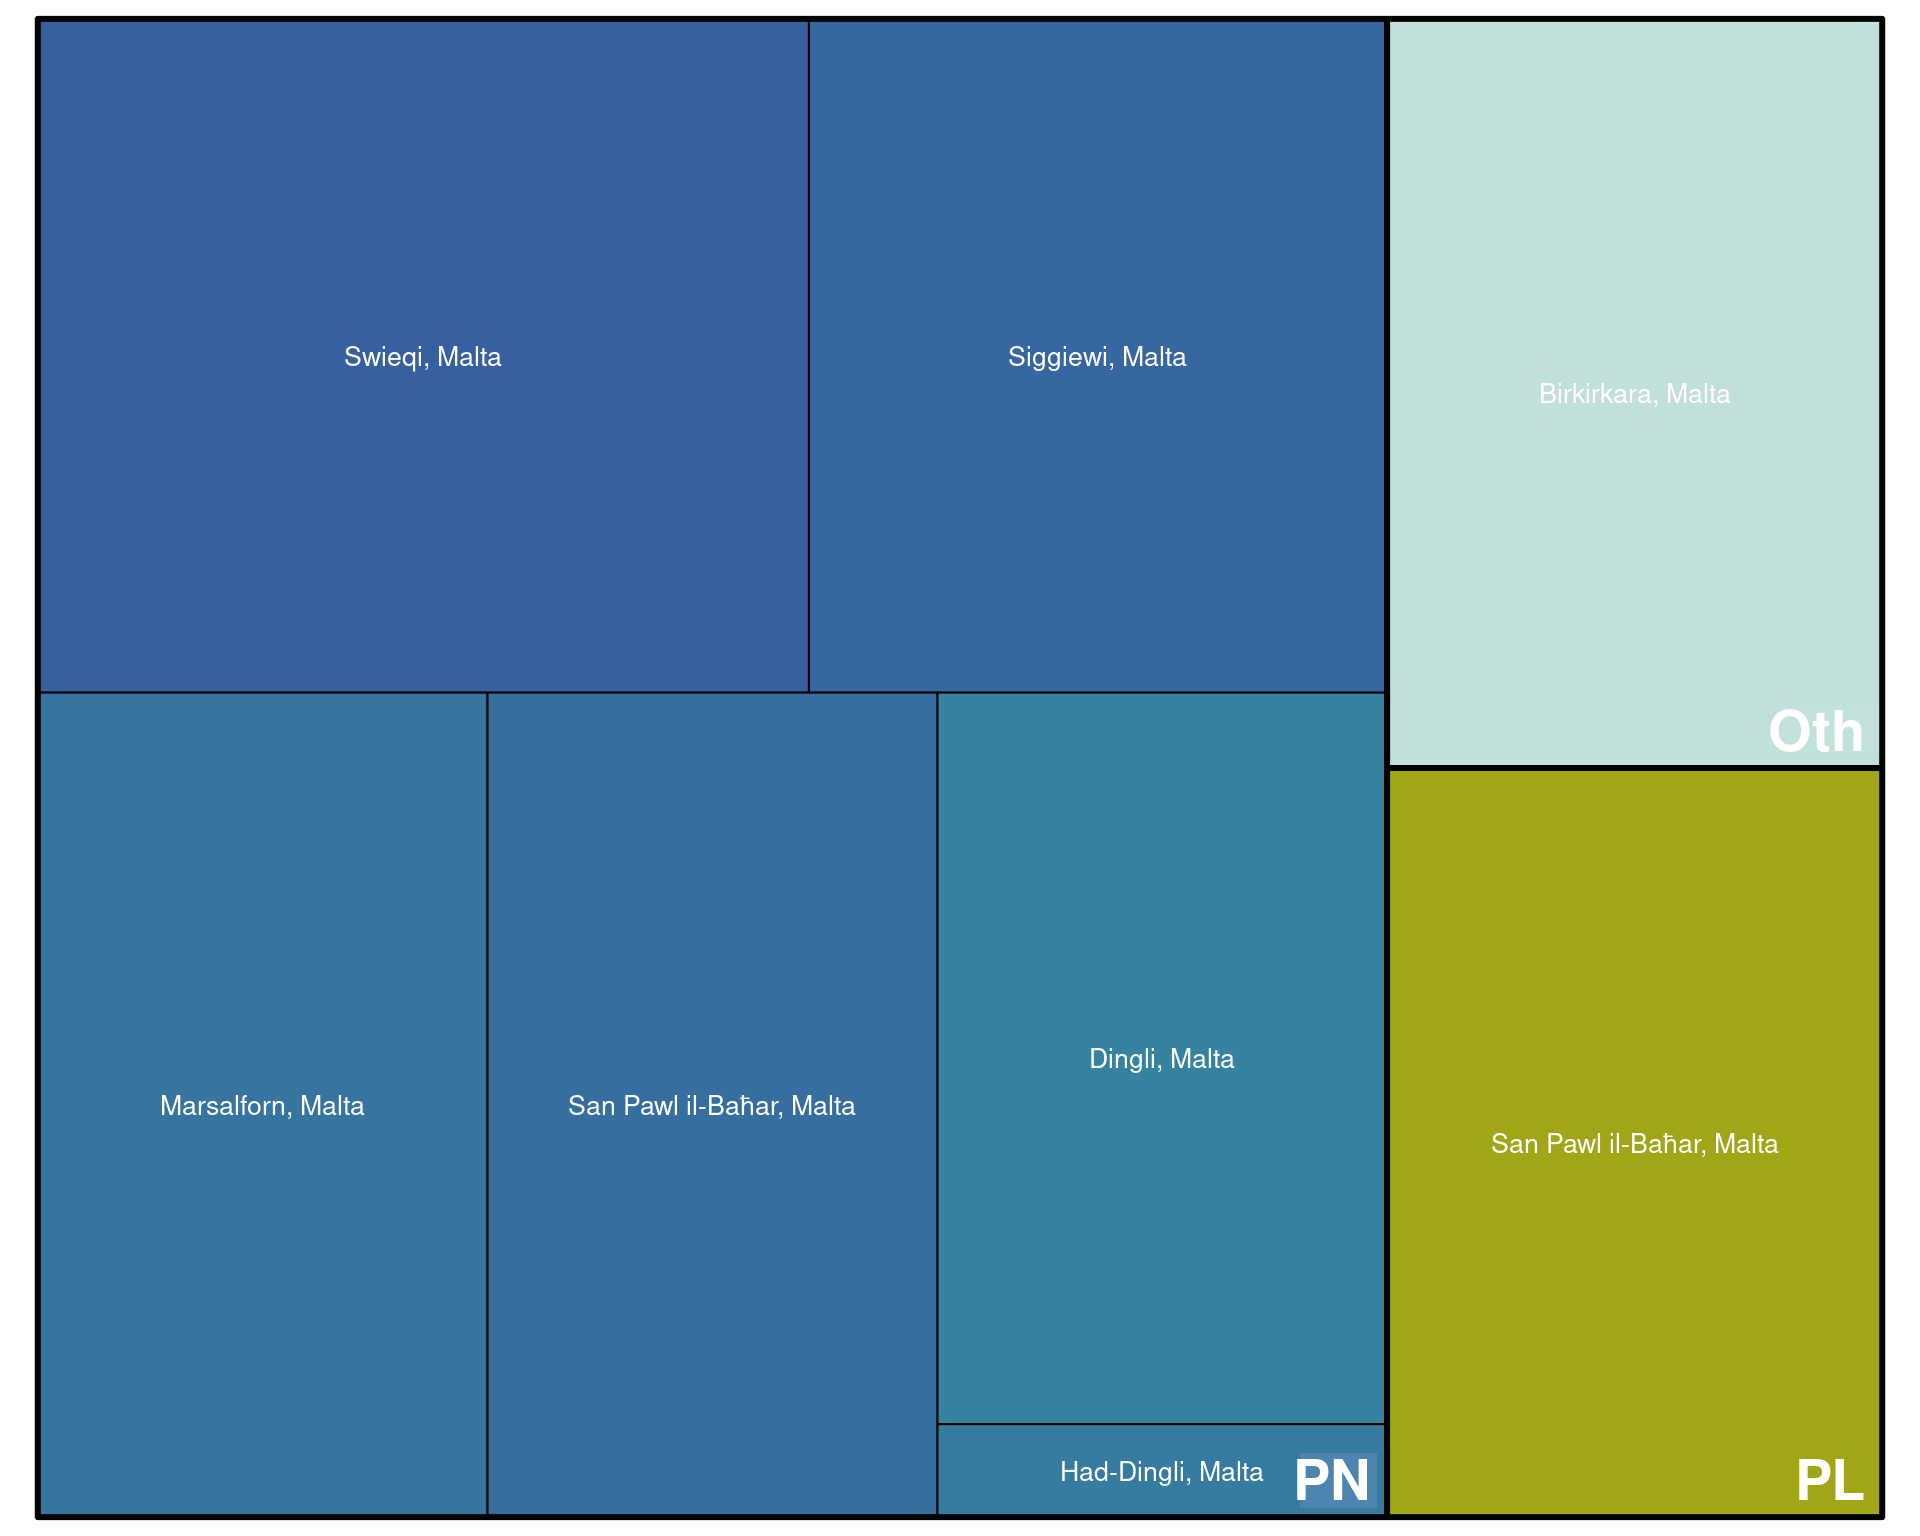 Swieqi, Malta
Siggiewi, Malta
Birkirkara, Malta
Oth
Marsalforn, Malta
San Pawl il-Baħar, Malta
Dingli, Malta
San Pawl il-Baħar, Malta
Had-Dingli, Malta
PN
PL